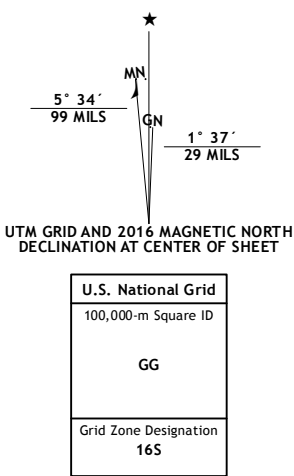 ★
MN
GN
5° 34´
99 MILS
1° 37´
29 MILS
UTM GRID AND 2016 MAGNETIC NORTH
DECLINATION AT CENTER OF SHEET
U.S. National Grid
100,000-m Square ID
GG
Grid Zone Designation
16S